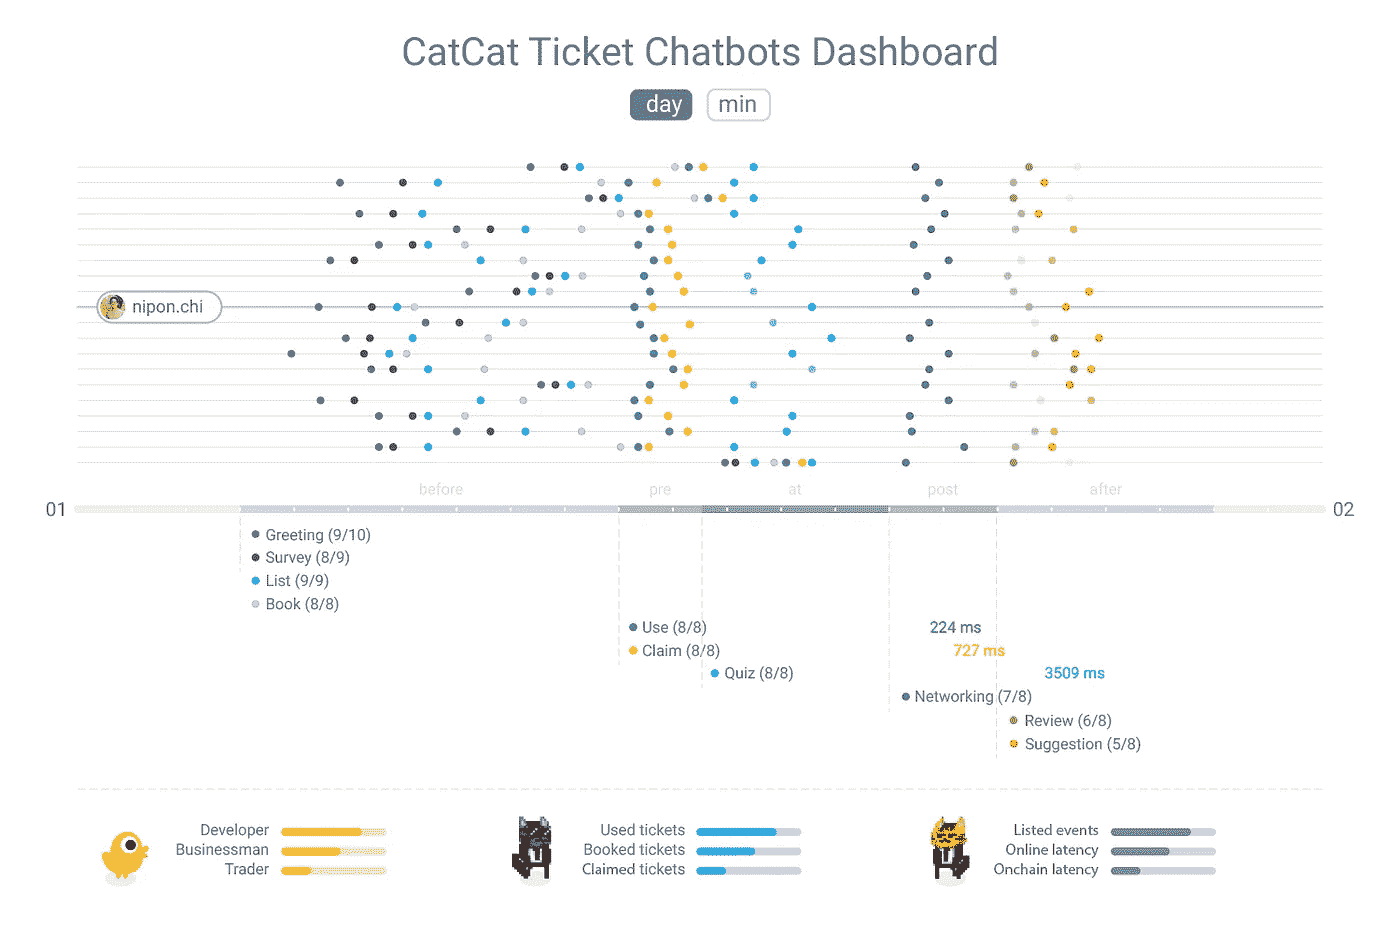 CatCat Ticket Chatbots Dashboard
day min
nipon.chi
before pre at post after
01 02
Greeting (9/10)
Survey (8/9)
List (9/9)
Book (8/8)
Use (8/8) 224 ms
Claim (8/8) 727 ms
Quiz (8/8) 3509 ms
Networking (7/8)
Review (6/8)
Suggestion (5/8)
Developer Used tickets Listed events
Businessman Booked tickets Online latency
Trader Claimed tickets Onchain latency